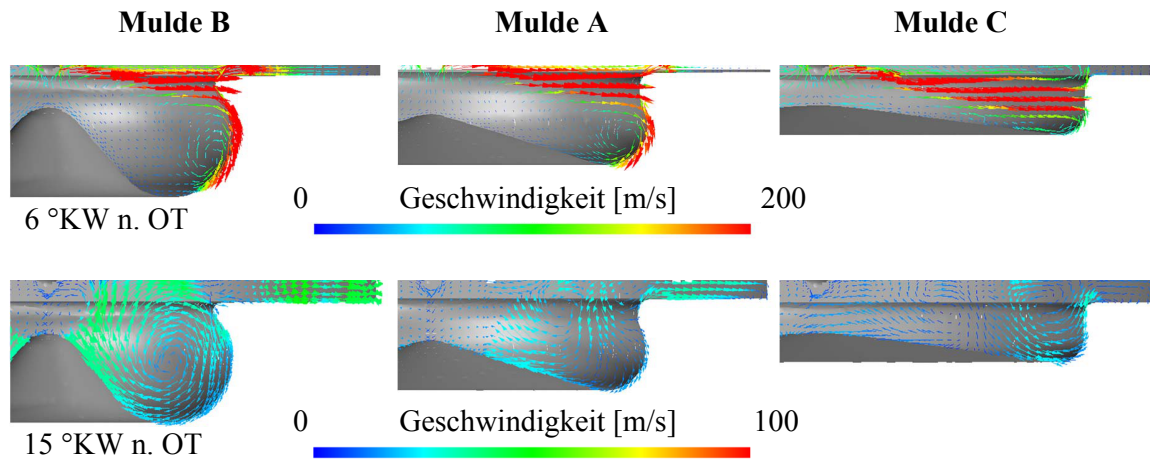 Mulde B Mulde A Mulde C
0 Geschwindigkeit [m/s] 200
6 °KW n. OT
0 Geschwindigkeit [m/s] 100
15 °KW n. OT